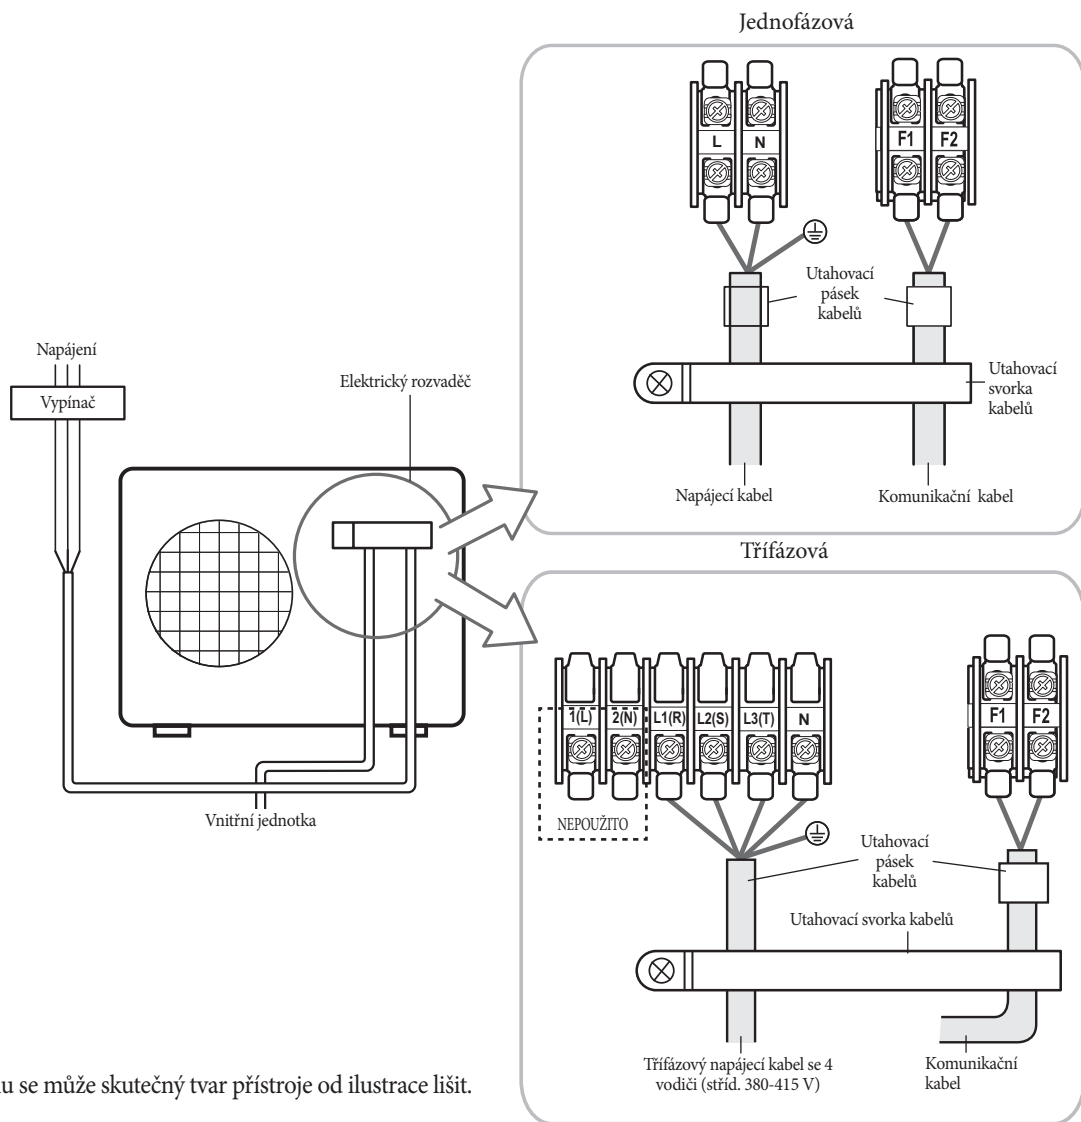 Jednofázová
L
N
F1
F2
Utahovací
pásek
kabelů
Utahovací
svorka
kabelů
Napájecí kabel
Komunikační kabel
Napájení
Vypínač
Elektrický rozvaděč
Vnitřní jednotka
Třífázová
1(L)
2(N)
L1(R)
L2(S)
L3(T)
N
F1
F2
NEPOUŽITO
Utahovací
pásek
kabelů
Utahovací svorka kabelů
Třífázový napájecí kabel se 4
vodiči (stříd. 380-415 V)
Komunikační
kabel
se může skutečný tvar přístroje od ilustrace lišit.